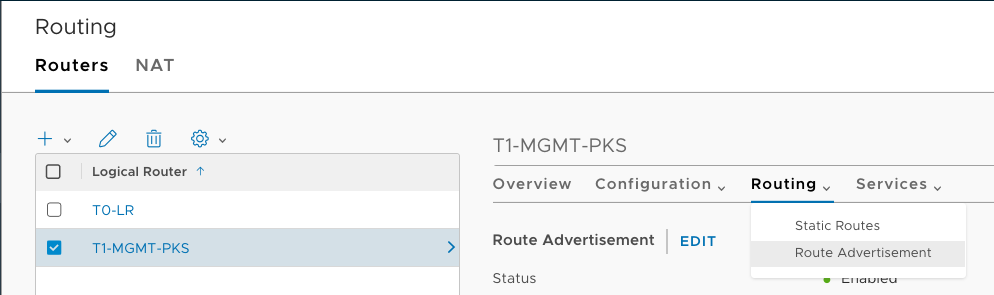 Routing
Routers NAT
Logical Router ↑
T0-LR
T1-MGMT-PKS
T1-MGMT-PKS
Overview Configuration Routing Services
Static Routes
Route Advertisement
Route Advertisement EDIT
Status Enabled